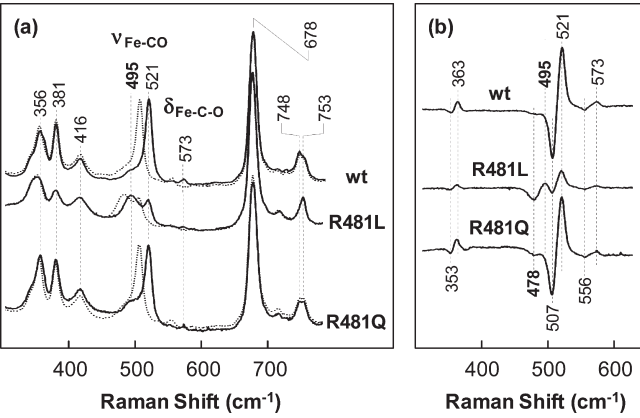 (a)
ν Fe-CO
678
356
381
416
495
521
δ Fe-C-O
573
748
753
wt
R481L
R481Q
400 500 600 700
Raman Shift (cm-1)
(b)
521
363
495
573
wt
R481L
R481Q
353
478
507
556
400 500 600
Raman Shift (cm-1)